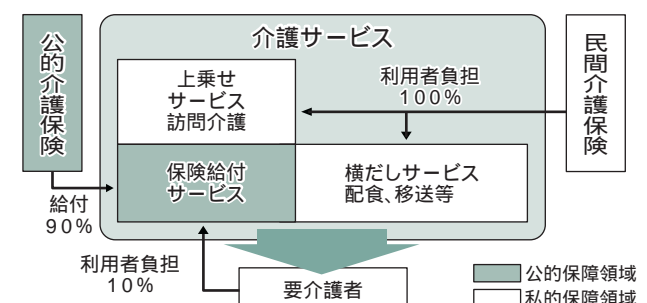 公的介護保険
介護サービス
民間介護保険
上乗せ
サービス
訪問介護
利用者負担
100%
保険給付
サービス
横だしサービス
配食、移送等
給付
90%
利用者負担
10%
要介護者
公的保障領域
私的保障領域